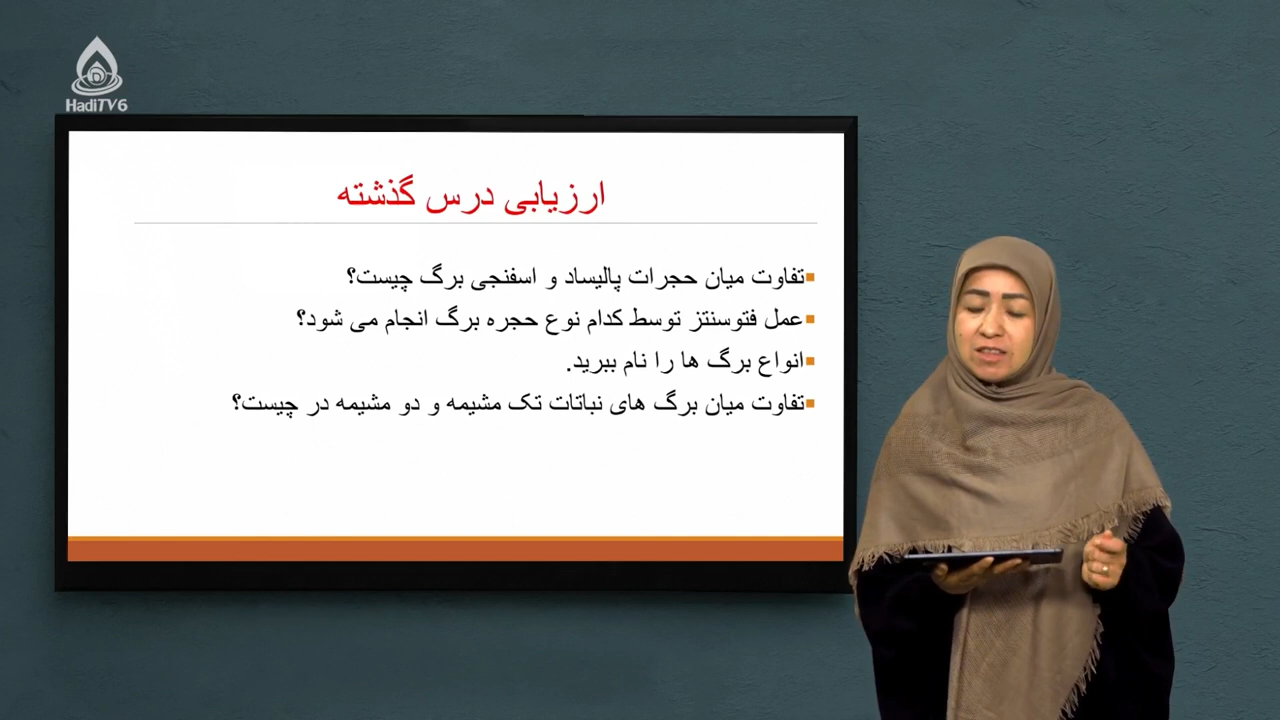 HadiTV6
ارزیابی درس گذشته
تفاوت میان حجرات پالیساد و اسفنجی برگ چیست؟
عمل فتوسنتز توسط کدام نوع حجره برگ انجام می شود؟
انواع برگ ها را نام ببرید.
تفاوت میان برگ های نباتات تک مشیمه و دو مشیمه در چیست؟